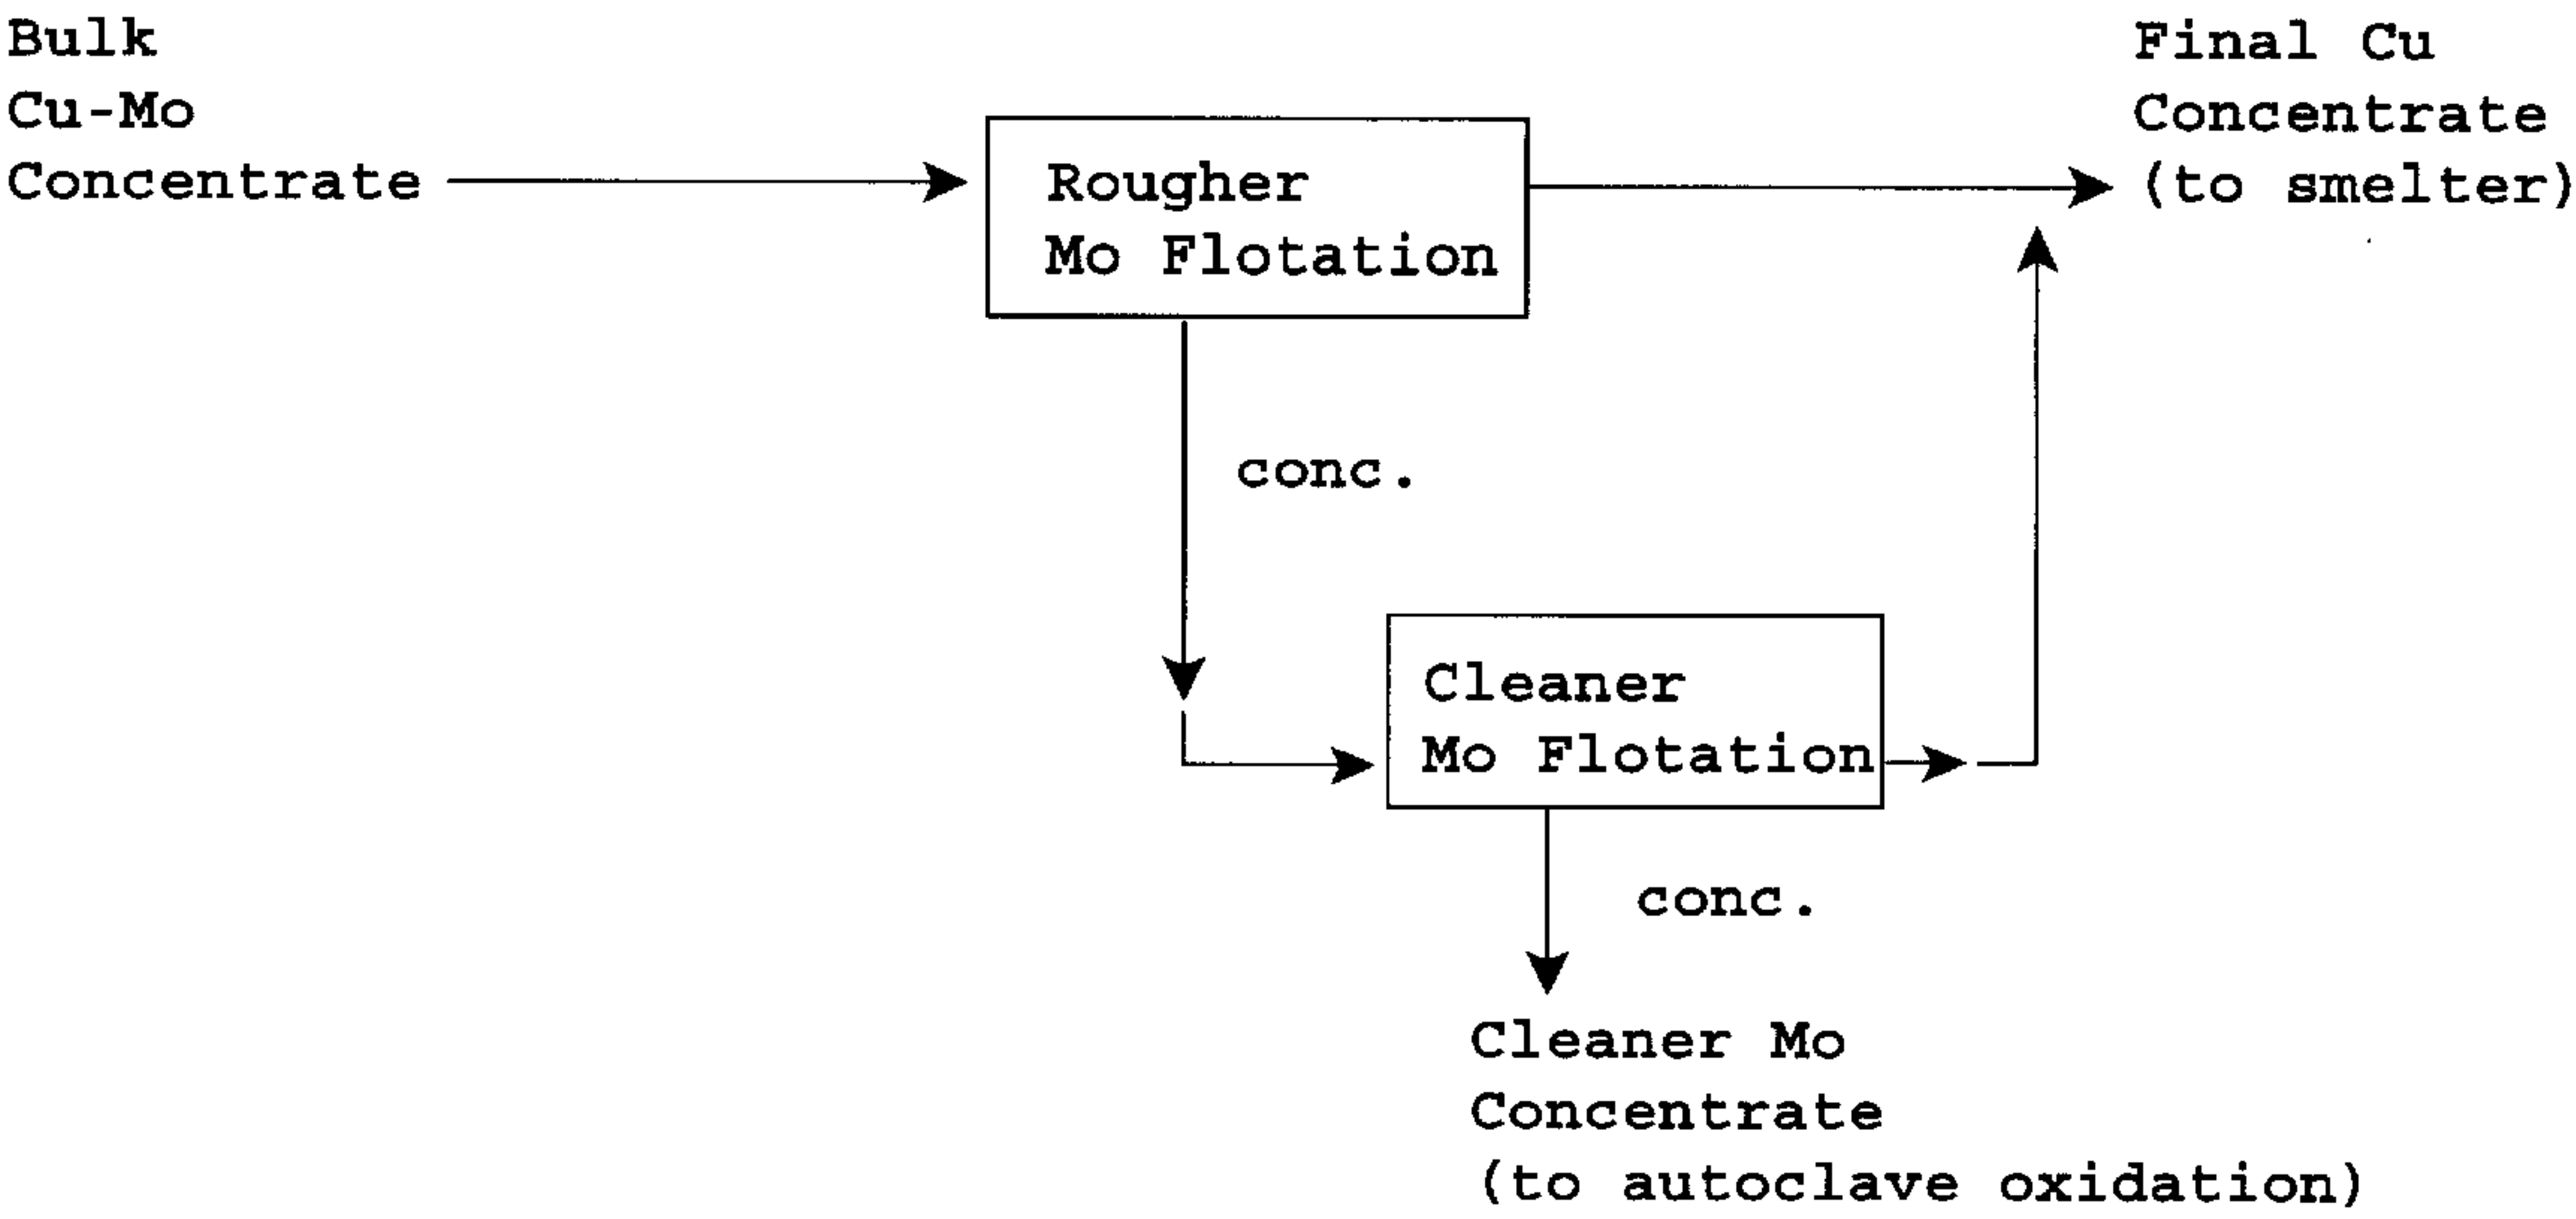 Bulk
Cu-Mo
Concentrate
Rougher
Mo Flotation
Final Cu
Concentrate
(to smelter)
conc.
Cleaner
Mo Flotation
conc.
Cleaner Mo
Concentrate
(to autoclave oxidation)